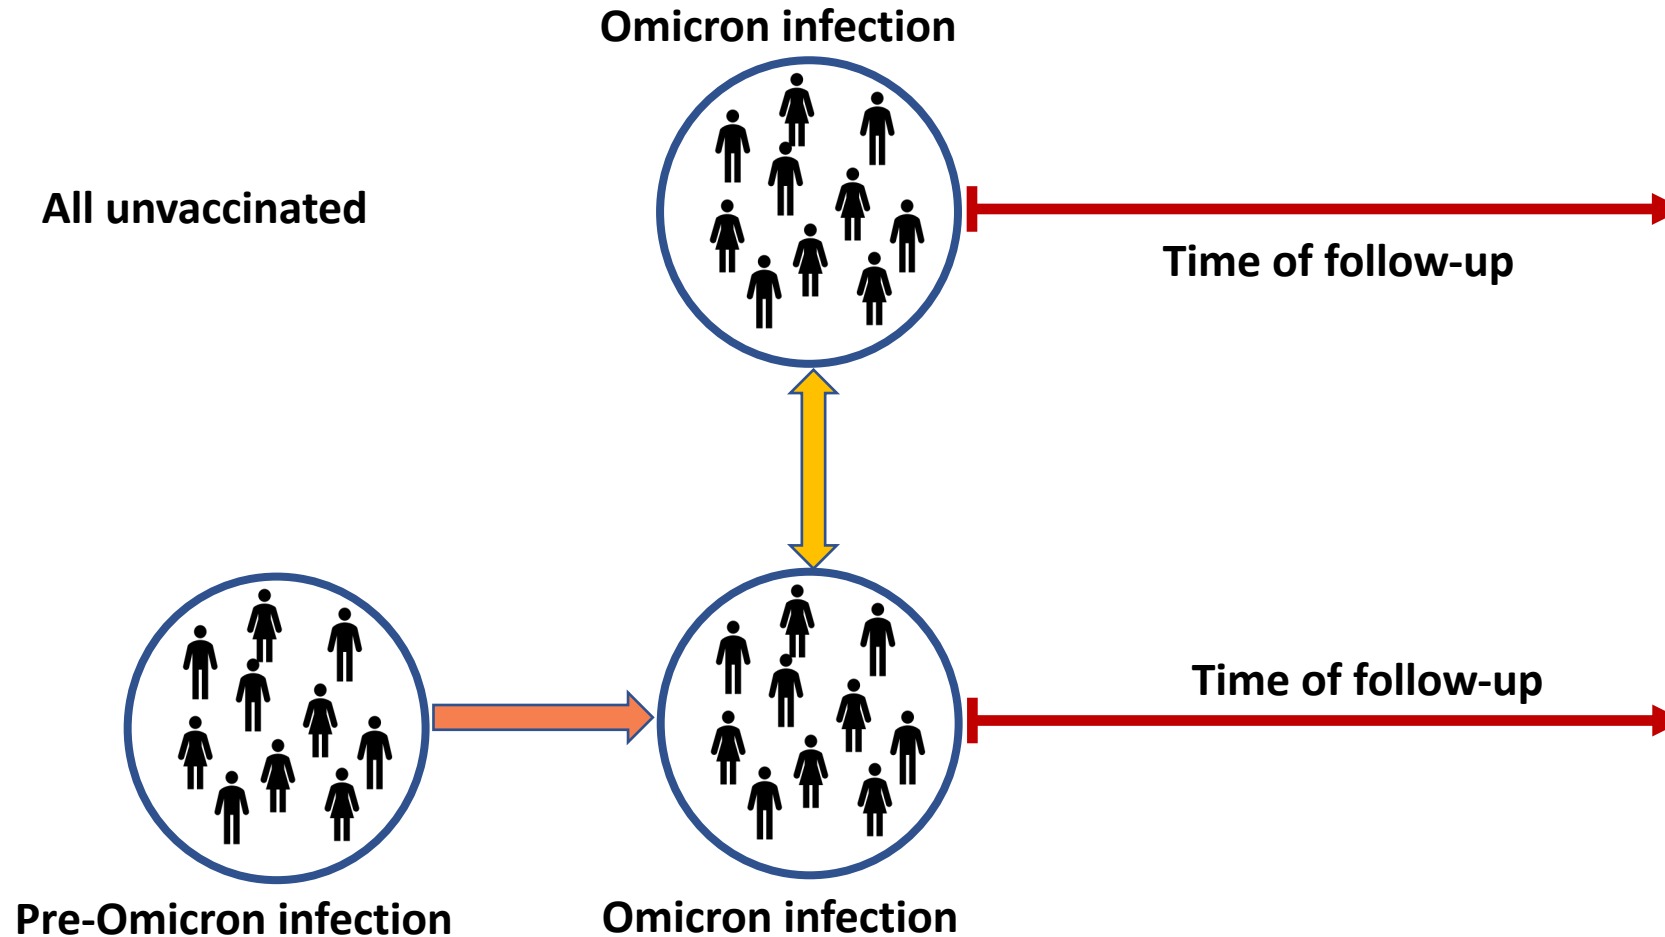 Omicron infection
All unvaccinated
Time of follow-up
Time of follow-up
Pre-Omicron infection
Omicron infection